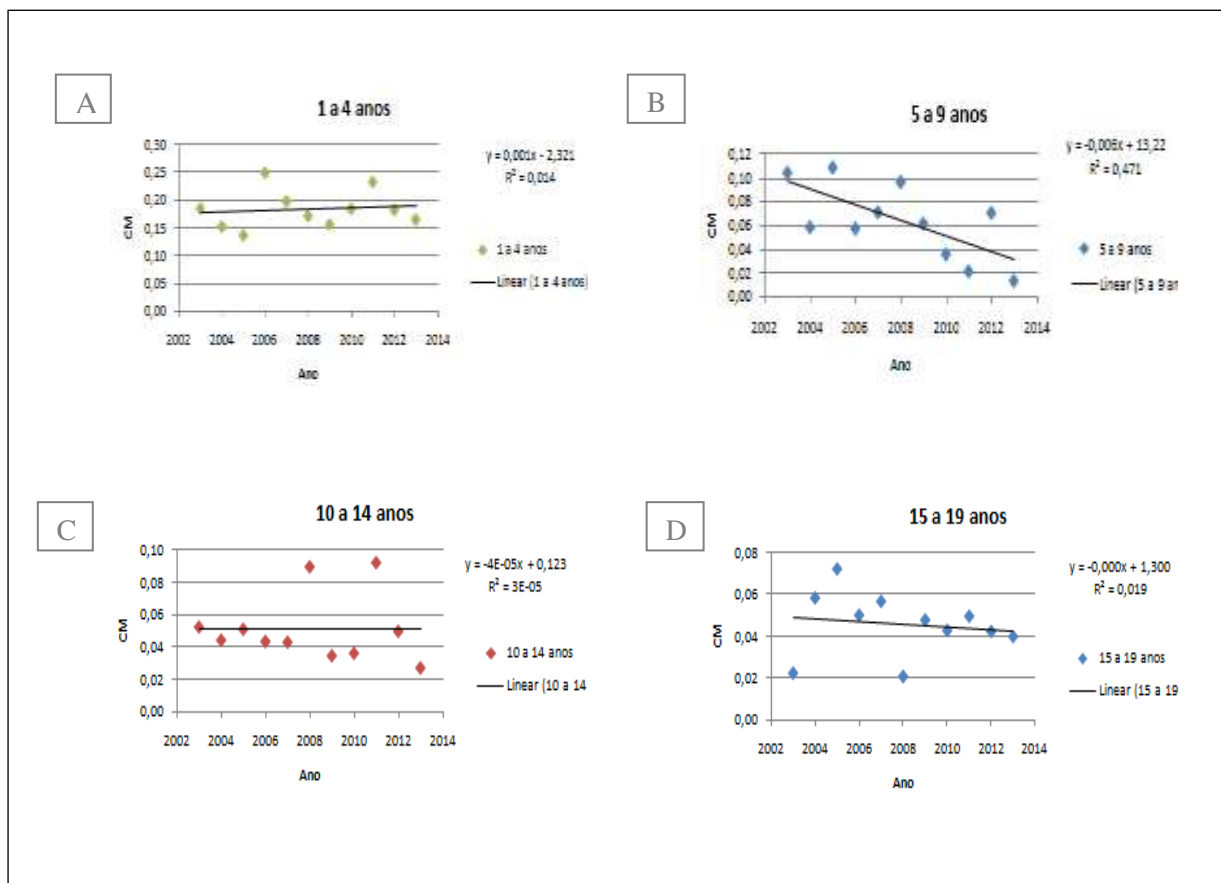 A
1 a 4 anos
y = 0,001x - 2,321
R² = 0,014
0,30
0,25
0,20
0,15
0,10
0,05
0,00
CM
2002 2004 2006 2008 2010 2012 2014
Ano
1 a 4 anos
Linear (1 a 4 anos)
B
5 a 9 anos
y = -0,006x + 13,22
R² = 0,471
0,12
0,10
0,08
0,06
0,04
0,02
0,00
CM
2002 2004 2006 2008 2010 2012 2014
Ano
5 a 9 anos
Linear (5 a 9 an
C
10 a 14 anos
y = -4E-05x + 0,123
R² = 3E-05
0,10
0,08
0,06
0,04
0,02
0,00
CM
2002 2004 2006 2008 2010 2012 2014
Ano
10 a 14 anos
Linear (10 a 14
D
15 a 19 anos
y = -0,000x + 1,300
R² = 0,019
0,08
0,06
0,04
0,02
0,00
CM
2002 2004 2006 2008 2010 2012 2014
Ano
15 a 19 anos
Linear (15 a 19